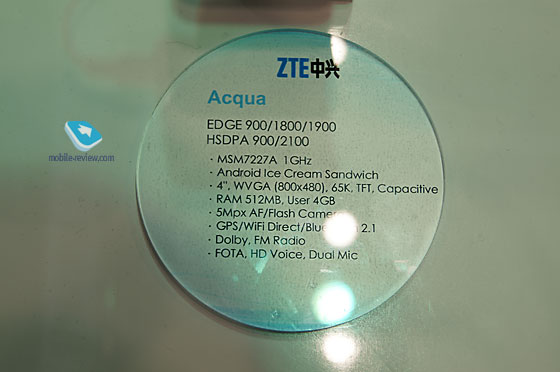 ZTE中兴
Acqua
EDGE 900/1800/1900
HSDPA 900/2100
· MSM7227A 1GHz
· Android Ice Cream Sandwich
· 4", WVGA (800x480), 65K, TFT, Capacitive
· RAM 512MB, User 4GB
· 5Mpx AF/Flash Camera
· GPS/WiFi Direct/Bluetooth 2.1
· Dolby, FM Radio
· FOTA, HD Voice, Dual Mic
mobile-review.com